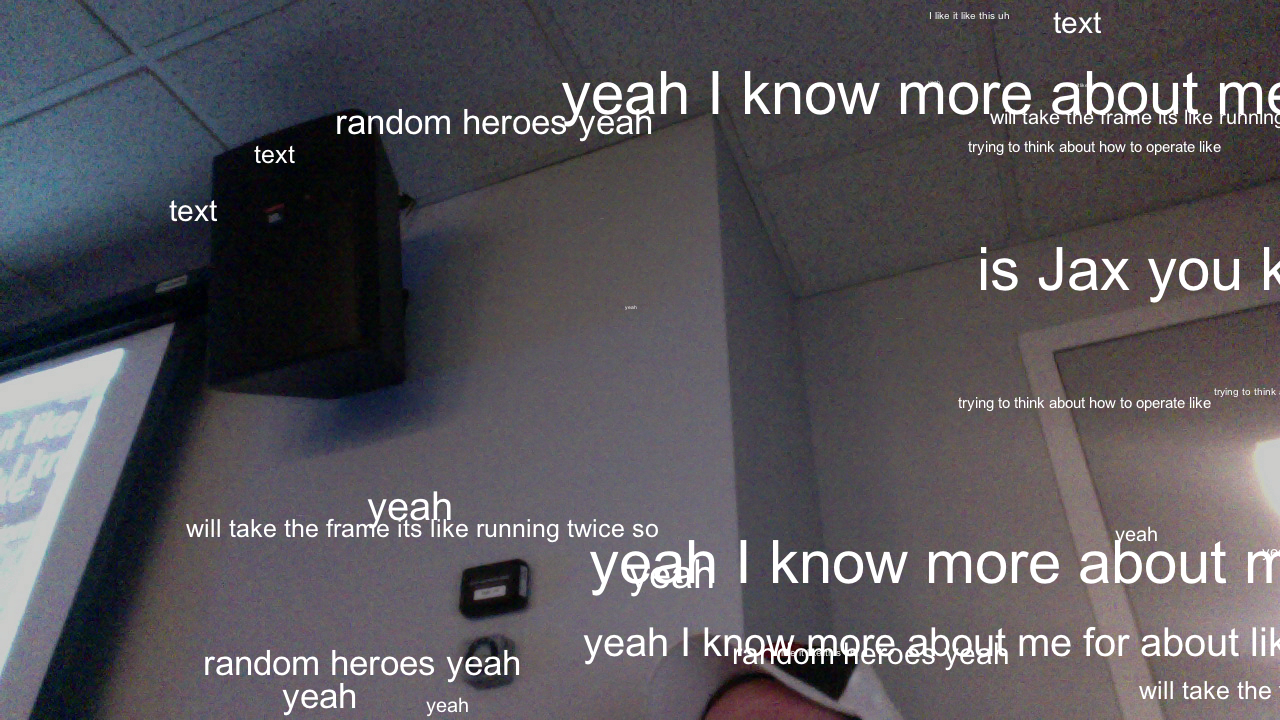 I like it like this uh
text
yeah I know more about me
random heroes yeah
will take the frame its like running
trying to think about how to operate like
text
text
is Jax you k
yeah
trying to think
trying to think about how to operate like
yeah
will take the frame its like running twice so
yeah
yeah I know more about m
yeah
yeah I know more about me for about lik
random heroes yeah
random heroes yeah
will take the
yeah
yeah